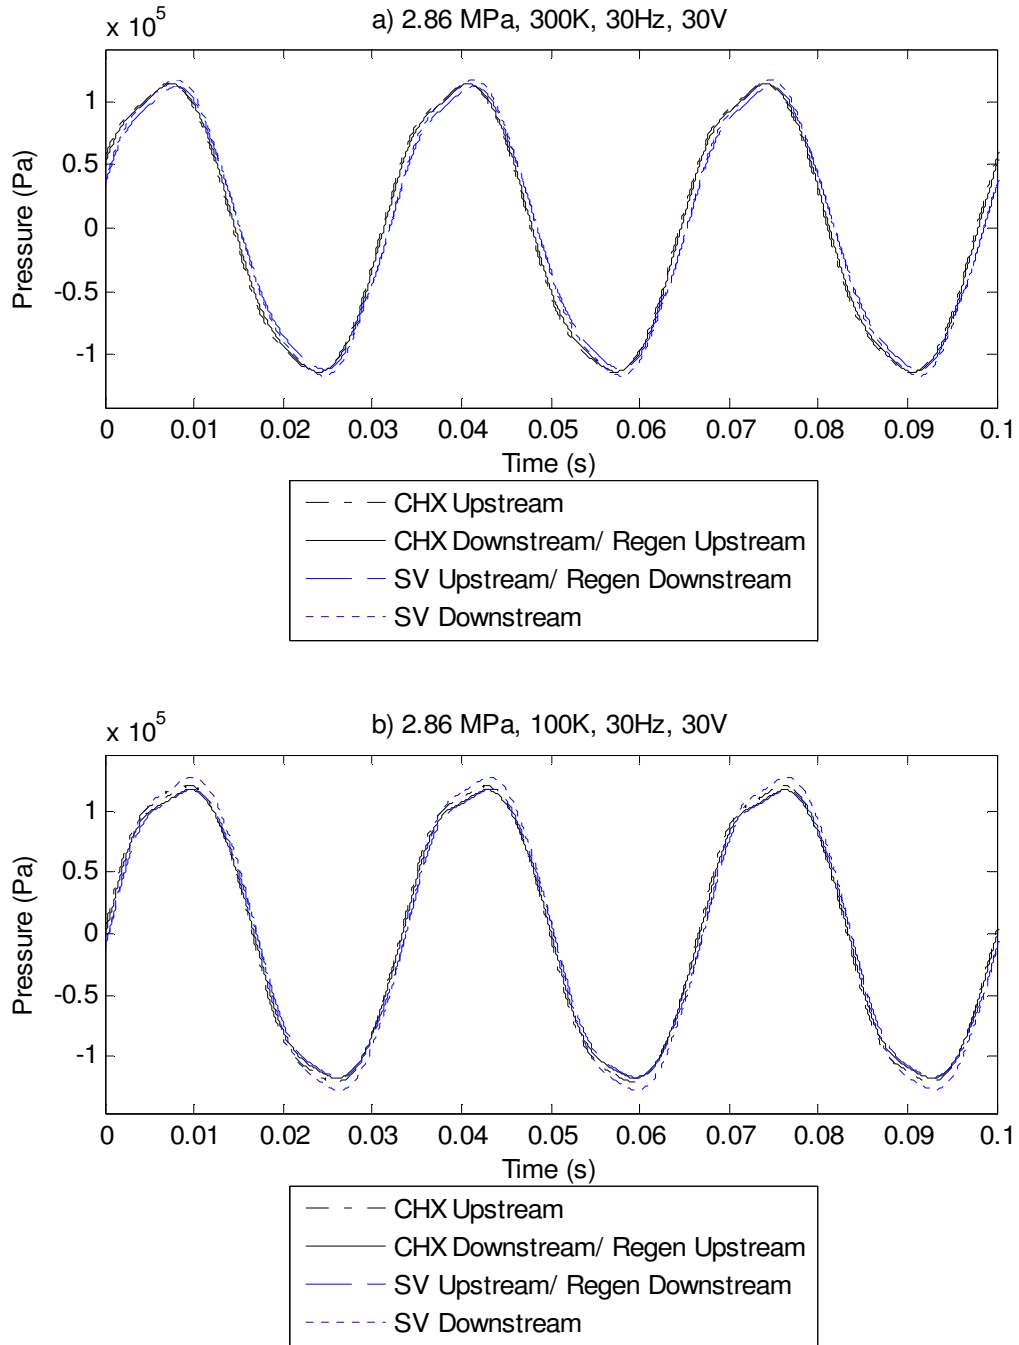 x 10^5
a) 2.86 MPa, 300K, 30Hz, 30V
1
0.5
0
-0.5
-1
Pressure (Pa)
0 0.01 0.02 0.03 0.04 0.05 0.06 0.07 0.08 0.09 0.1
Time (s)
CHX Upstream
CHX Downstream/ Regen Upstream
SV Upstream/ Regen Downstream
SV Downstream
x 10^5
b) 2.86 MPa, 100K, 30Hz, 30V
1
0.5
0
-0.5
-1
Pressure (Pa)
0 0.01 0.02 0.03 0.04 0.05 0.06 0.07 0.08 0.09 0.1
Time (s)
CHX Upstream
CHX Downstream/ Regen Upstream
SV Upstream/ Regen Downstream
SV Downstream